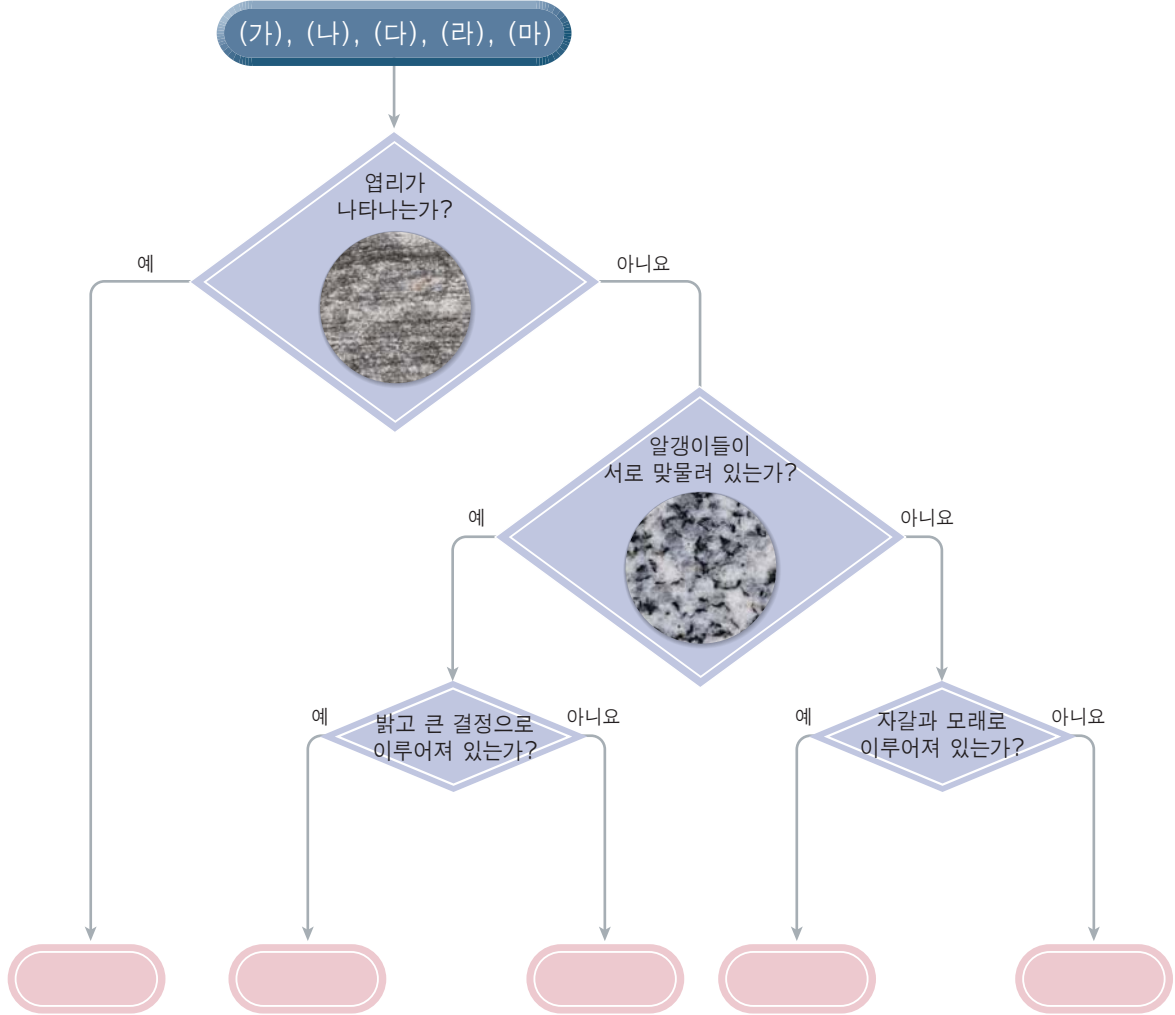 (가), (나), (다), (라), (마)
엽리가
나타나는가?
예
아니요
알갱이들이
서로 맞물려 있는가?
예
아니요
밝고 큰 결정으로
이루어져 있는가?
예
아니요
자갈과 모래로
이루어져 있는가?
예
아니요